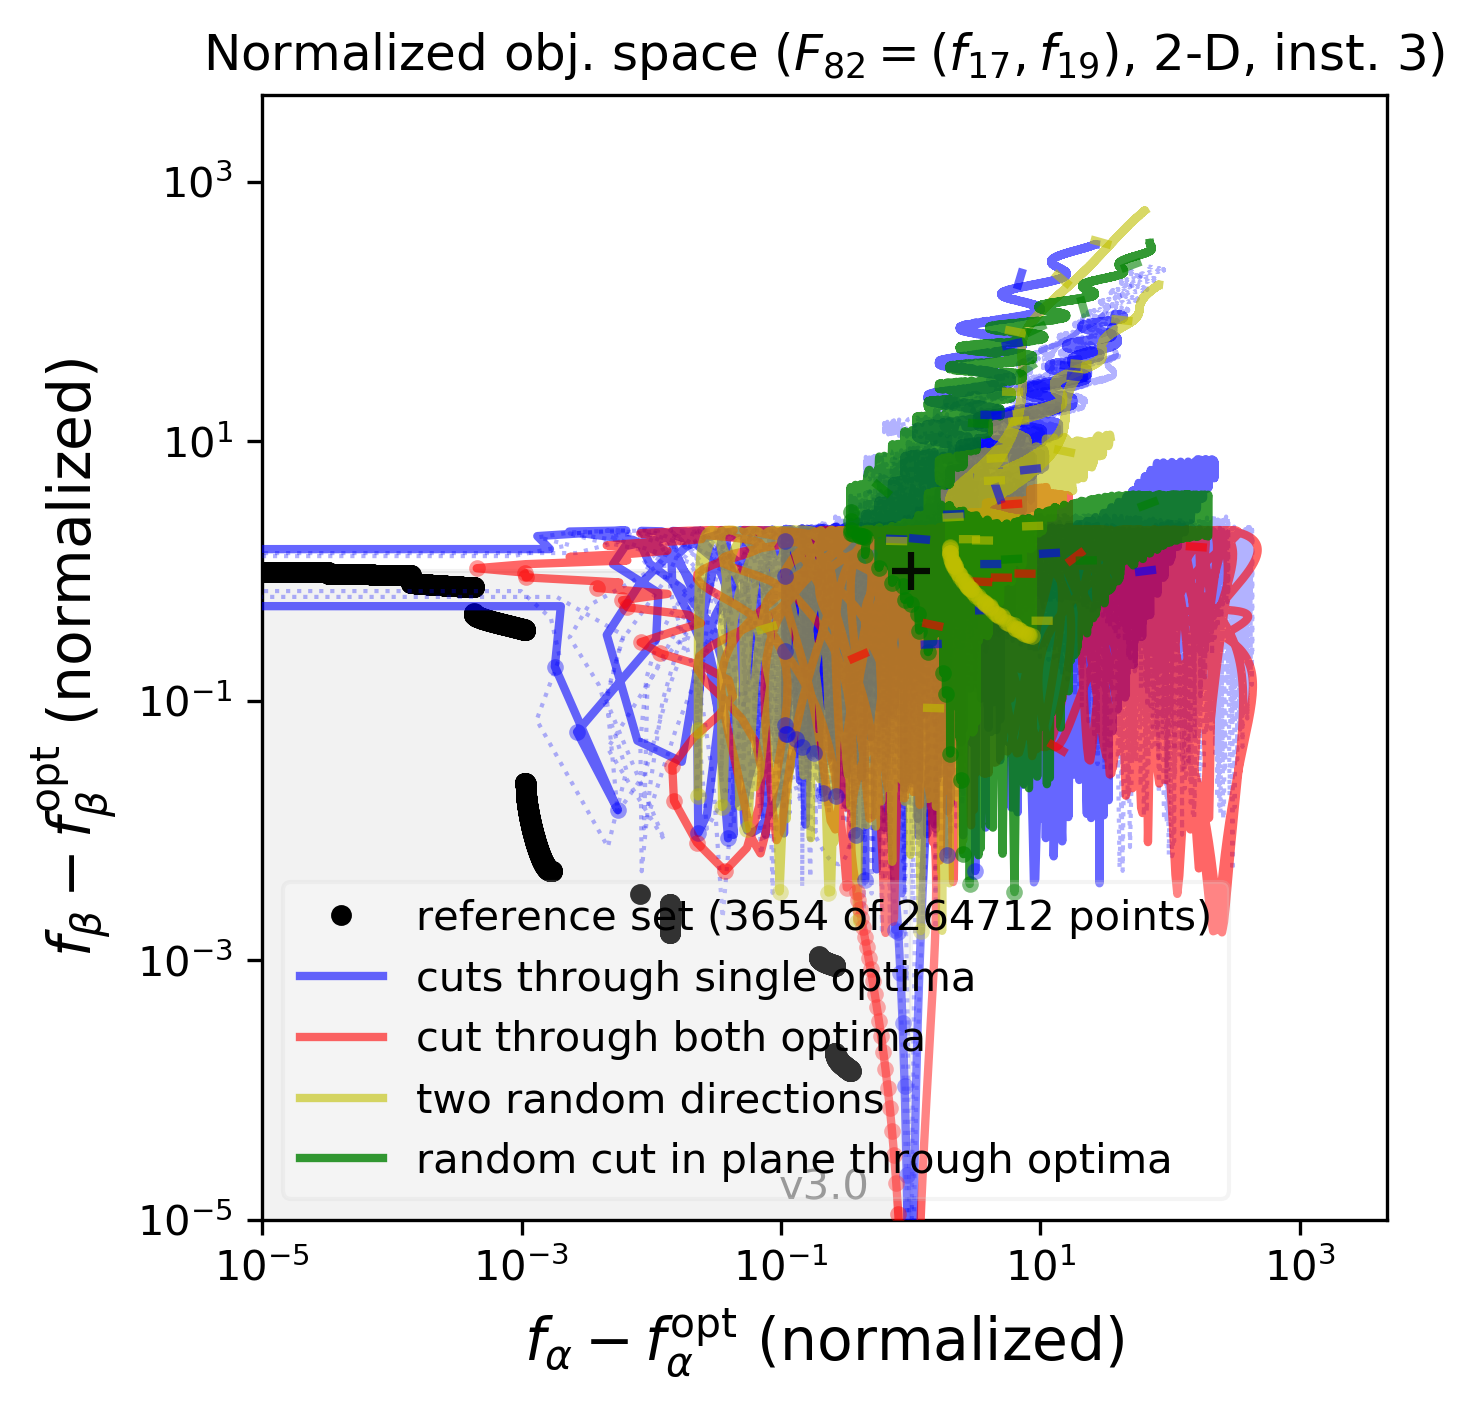 Normalized obj. space (F₈₂ = (f₁₇, f₁₉), 2-D, inst. 3)
f_β − f_β^opt (normalized)
10³
10¹
10⁻¹
10⁻³
10⁻⁵
reference set (3654 of 264712 points)
cuts through single optima
cut through both optima
two random directions
random cut in plane through optima
v3.0
10⁻⁵ 10⁻³ 10⁻¹ 10¹ 10³
f_α − f_α^opt (normalized)